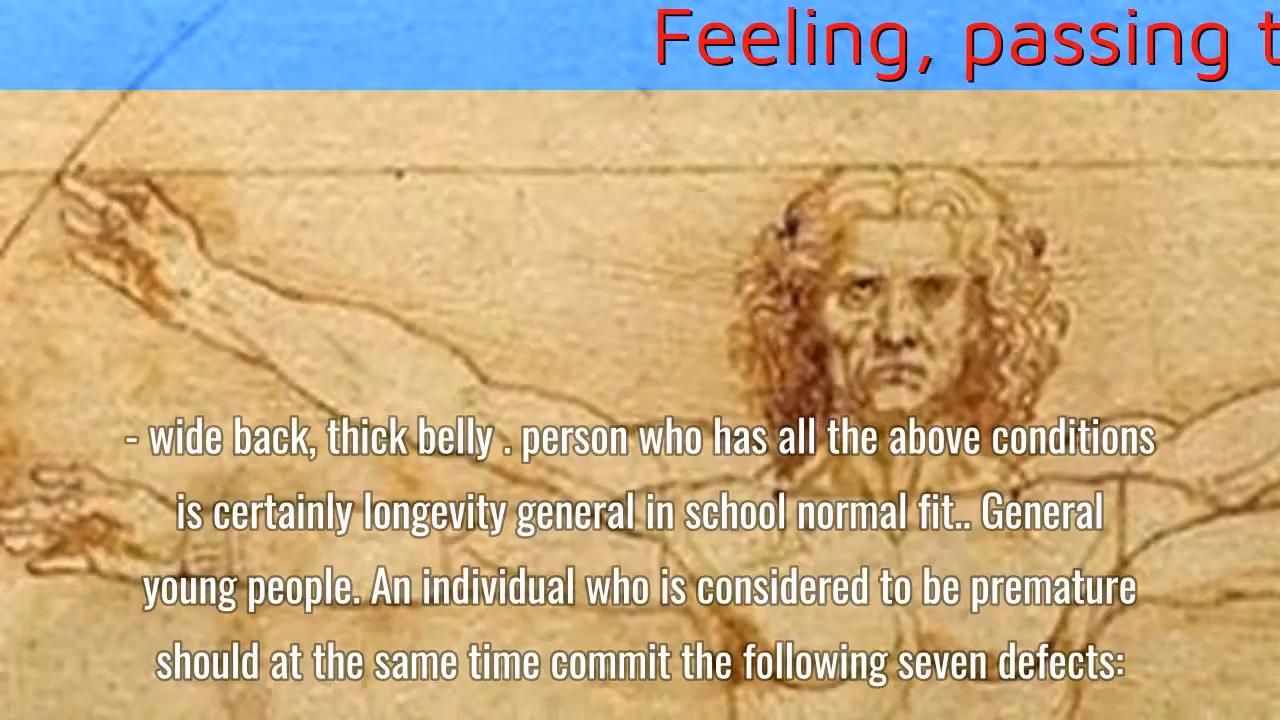 Feeling, passing t
- wide back, thick belly . person who has all the above conditions
is certainly longevity general in school normal fit.. General
young people. An individual who is considered to be premature
should at the same time commit the following seven defects: